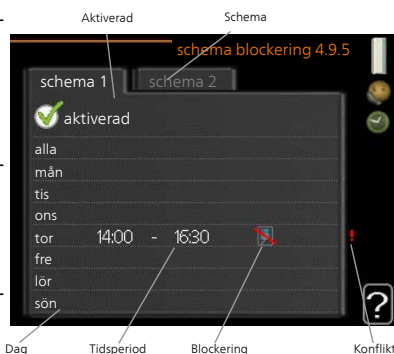 Aktiverad Schema
schema blockering 4.9.5
schema 1 schema 2
aktiverad
alla
mån
tis
ons
tor 14:00 - 16:30
fre
lör
sön
?
Dag Tidsperiod Blockering Konflikt